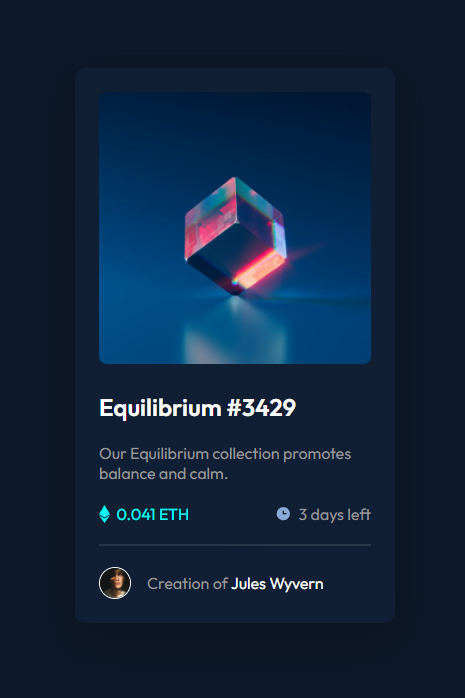 Equilibrium #3429
Our Equilibrium collection promotes
balance and calm.
0.041 ETH
3 days left
Creation of Jules Wyvern